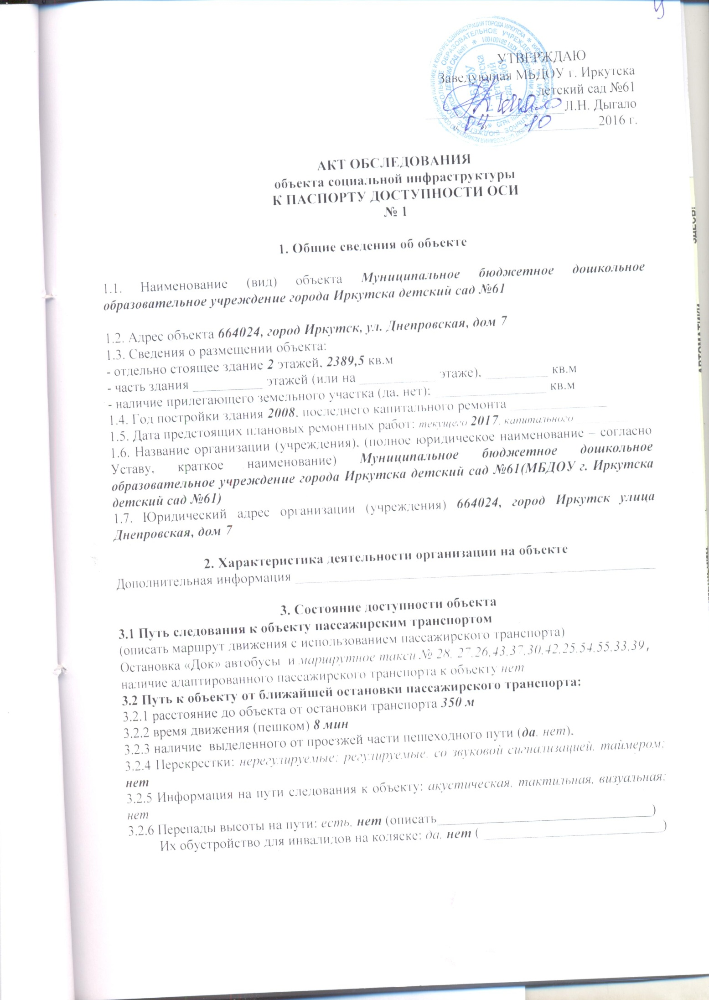 УТВЕРЖДАЮ
Заведующая МБДОУ г. Иркутска
детский сад №61
Л.Н. Дыгало
«04» 10 2016 г.
АКТ ОБСЛЕДОВАНИЯ
объекта социальной инфраструктуры
К ПАСПОРТУ ДОСТУПНОСТИ ОСИ
№ 1
1. Общие сведения об объекте
1.1. Наименование (вид) объекта Муниципальное бюджетное дошкольное
образовательное учреждение города Иркутска детский сад №61
1.2. Адрес объекта 664024, город Иркутск, ул. Днепровская, дом 7
1.3. Сведения о размещении объекта:
- отдельно стоящее здание 2 этажей, 2389,5 кв.м
- часть здания ____________ этажей (или на _____________ этаже), ___________ кв.м
- наличие прилегающего земельного участка (да, нет); ___________________ кв.м
1.4. Год постройки здания 2008, последнего капитального ремонта ________________
1.5. Дата предстоящих плановых ремонтных работ: текущего 2017, капитального _________
1.6. Название организации (учреждения), (полное юридическое наименование – согласно
Уставу, краткое наименование) Муниципальное бюджетное дошкольное
образовательное учреждение города Иркутска детский сад №61(МБДОУ г. Иркутска
детский сад №61)
1.7. Юридический адрес организации (учреждения) 664024, город Иркутск улица
Днепровская, дом 7
2. Характеристика деятельности организации на объекте
Дополнительная информация ____________________________________________________________
3. Состояние доступности объекта
3.1 Путь следования к объекту пассажирским транспортом
(описать маршрут движения с использованием пассажирского транспорта)
Остановка «Док» автобусы и маршрутное такси № 28, 27,26,43,37,30,42,25,54,55,33,39,
наличие адаптированного пассажирского транспорта к объекту нет
3.2 Путь к объекту от ближайшей остановки пассажирского транспорта:
3.2.1 расстояние до объекта от остановки транспорта 350 м
3.2.2 время движения (пешком) 8 мин
3.2.3 наличие выделенного от проезжей части пешеходного пути (да, нет),
3.2.4 Перекрестки: нерегулируемые; регулируемые, со звуковой сигнализацией, таймером;
нет
3.2.5 Информация на пути следования к объекту: акустическая, тактильная, визуальная;
нет
3.2.6 Перепады высоты на пути: есть, нет (описать____________________________________)
Их обустройство для инвалидов на коляске: да, нет ( ______________________________)